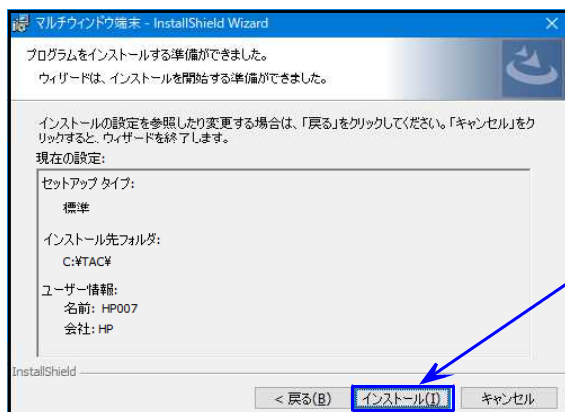 マルチウィンドウ端末 - InstallShield Wizard
プログラムをインストールする準備ができました。
ウィザードは、インストールを開始する準備ができました。
インストールの設定を参照したり変更する場合は、「戻る」をクリックしてください。「キャンセル」をク
リックすると、ウィザードを終了します。
現在の設定:
セットアップ タイプ:
標準
インストール先フォルダ:
C:¥TAC¥
ユーザー情報:
名前: HP007
会社: HP
InstallShield
< 戻る(B)
インストール(I)
キャンセル